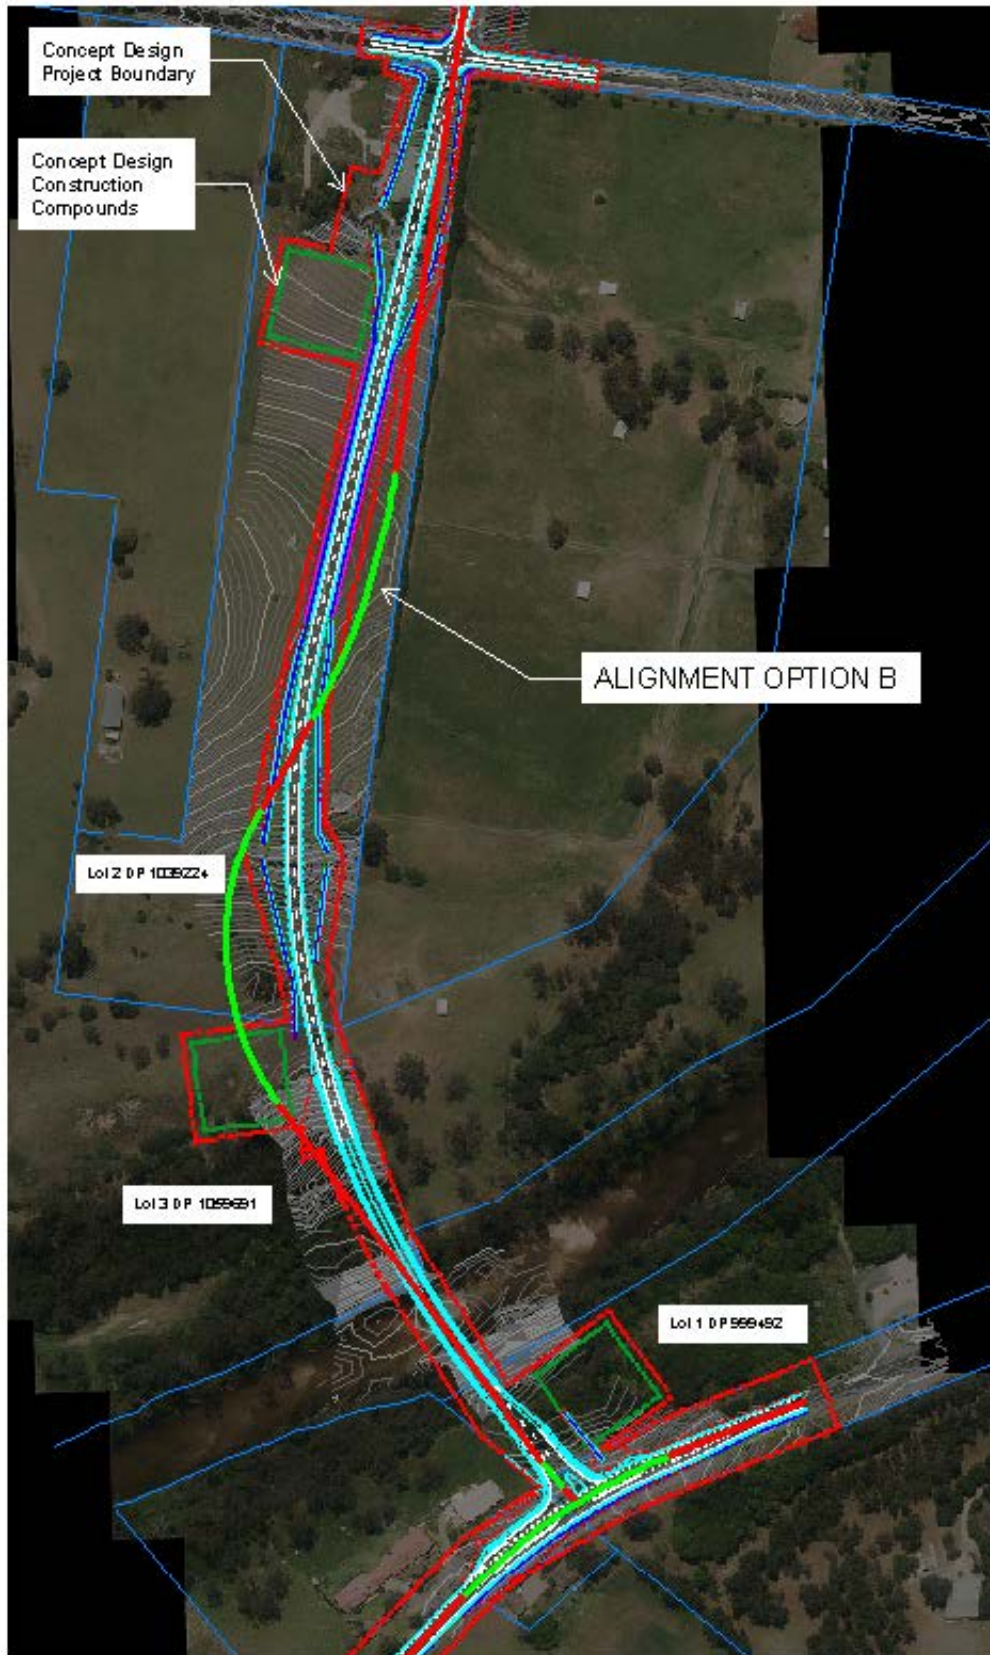 Concept Design
Project Boundary
Concept Design
Construction
Compounds
ALIGNMENT OPTION B
Lot 2 DP 1039224
Lot 3 DP 1059691
Lot 1 DP 999492